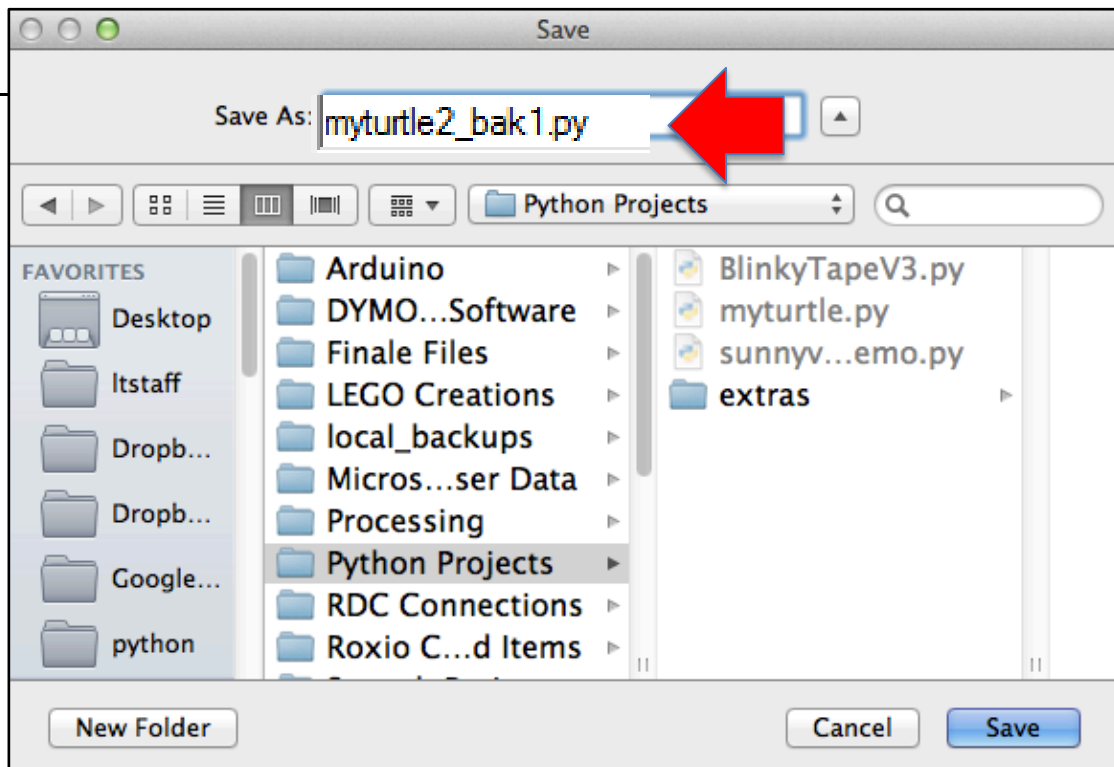 Save
Save As: myturtle2_bak1.py
Python Projects
FAVORITES
Desktop
ltstaff
Dropb...
Dropb...
Google...
python
Arduino
DYMO...Software
Finale Files
LEGO Creations
local_backups
Micros...ser Data
Processing
Python Projects
RDC Connections
Roxio C...d Items
BlinkyTapeV3.py
myturtle.py
sunnyv...emo.py
extras
New Folder
Cancel
Save